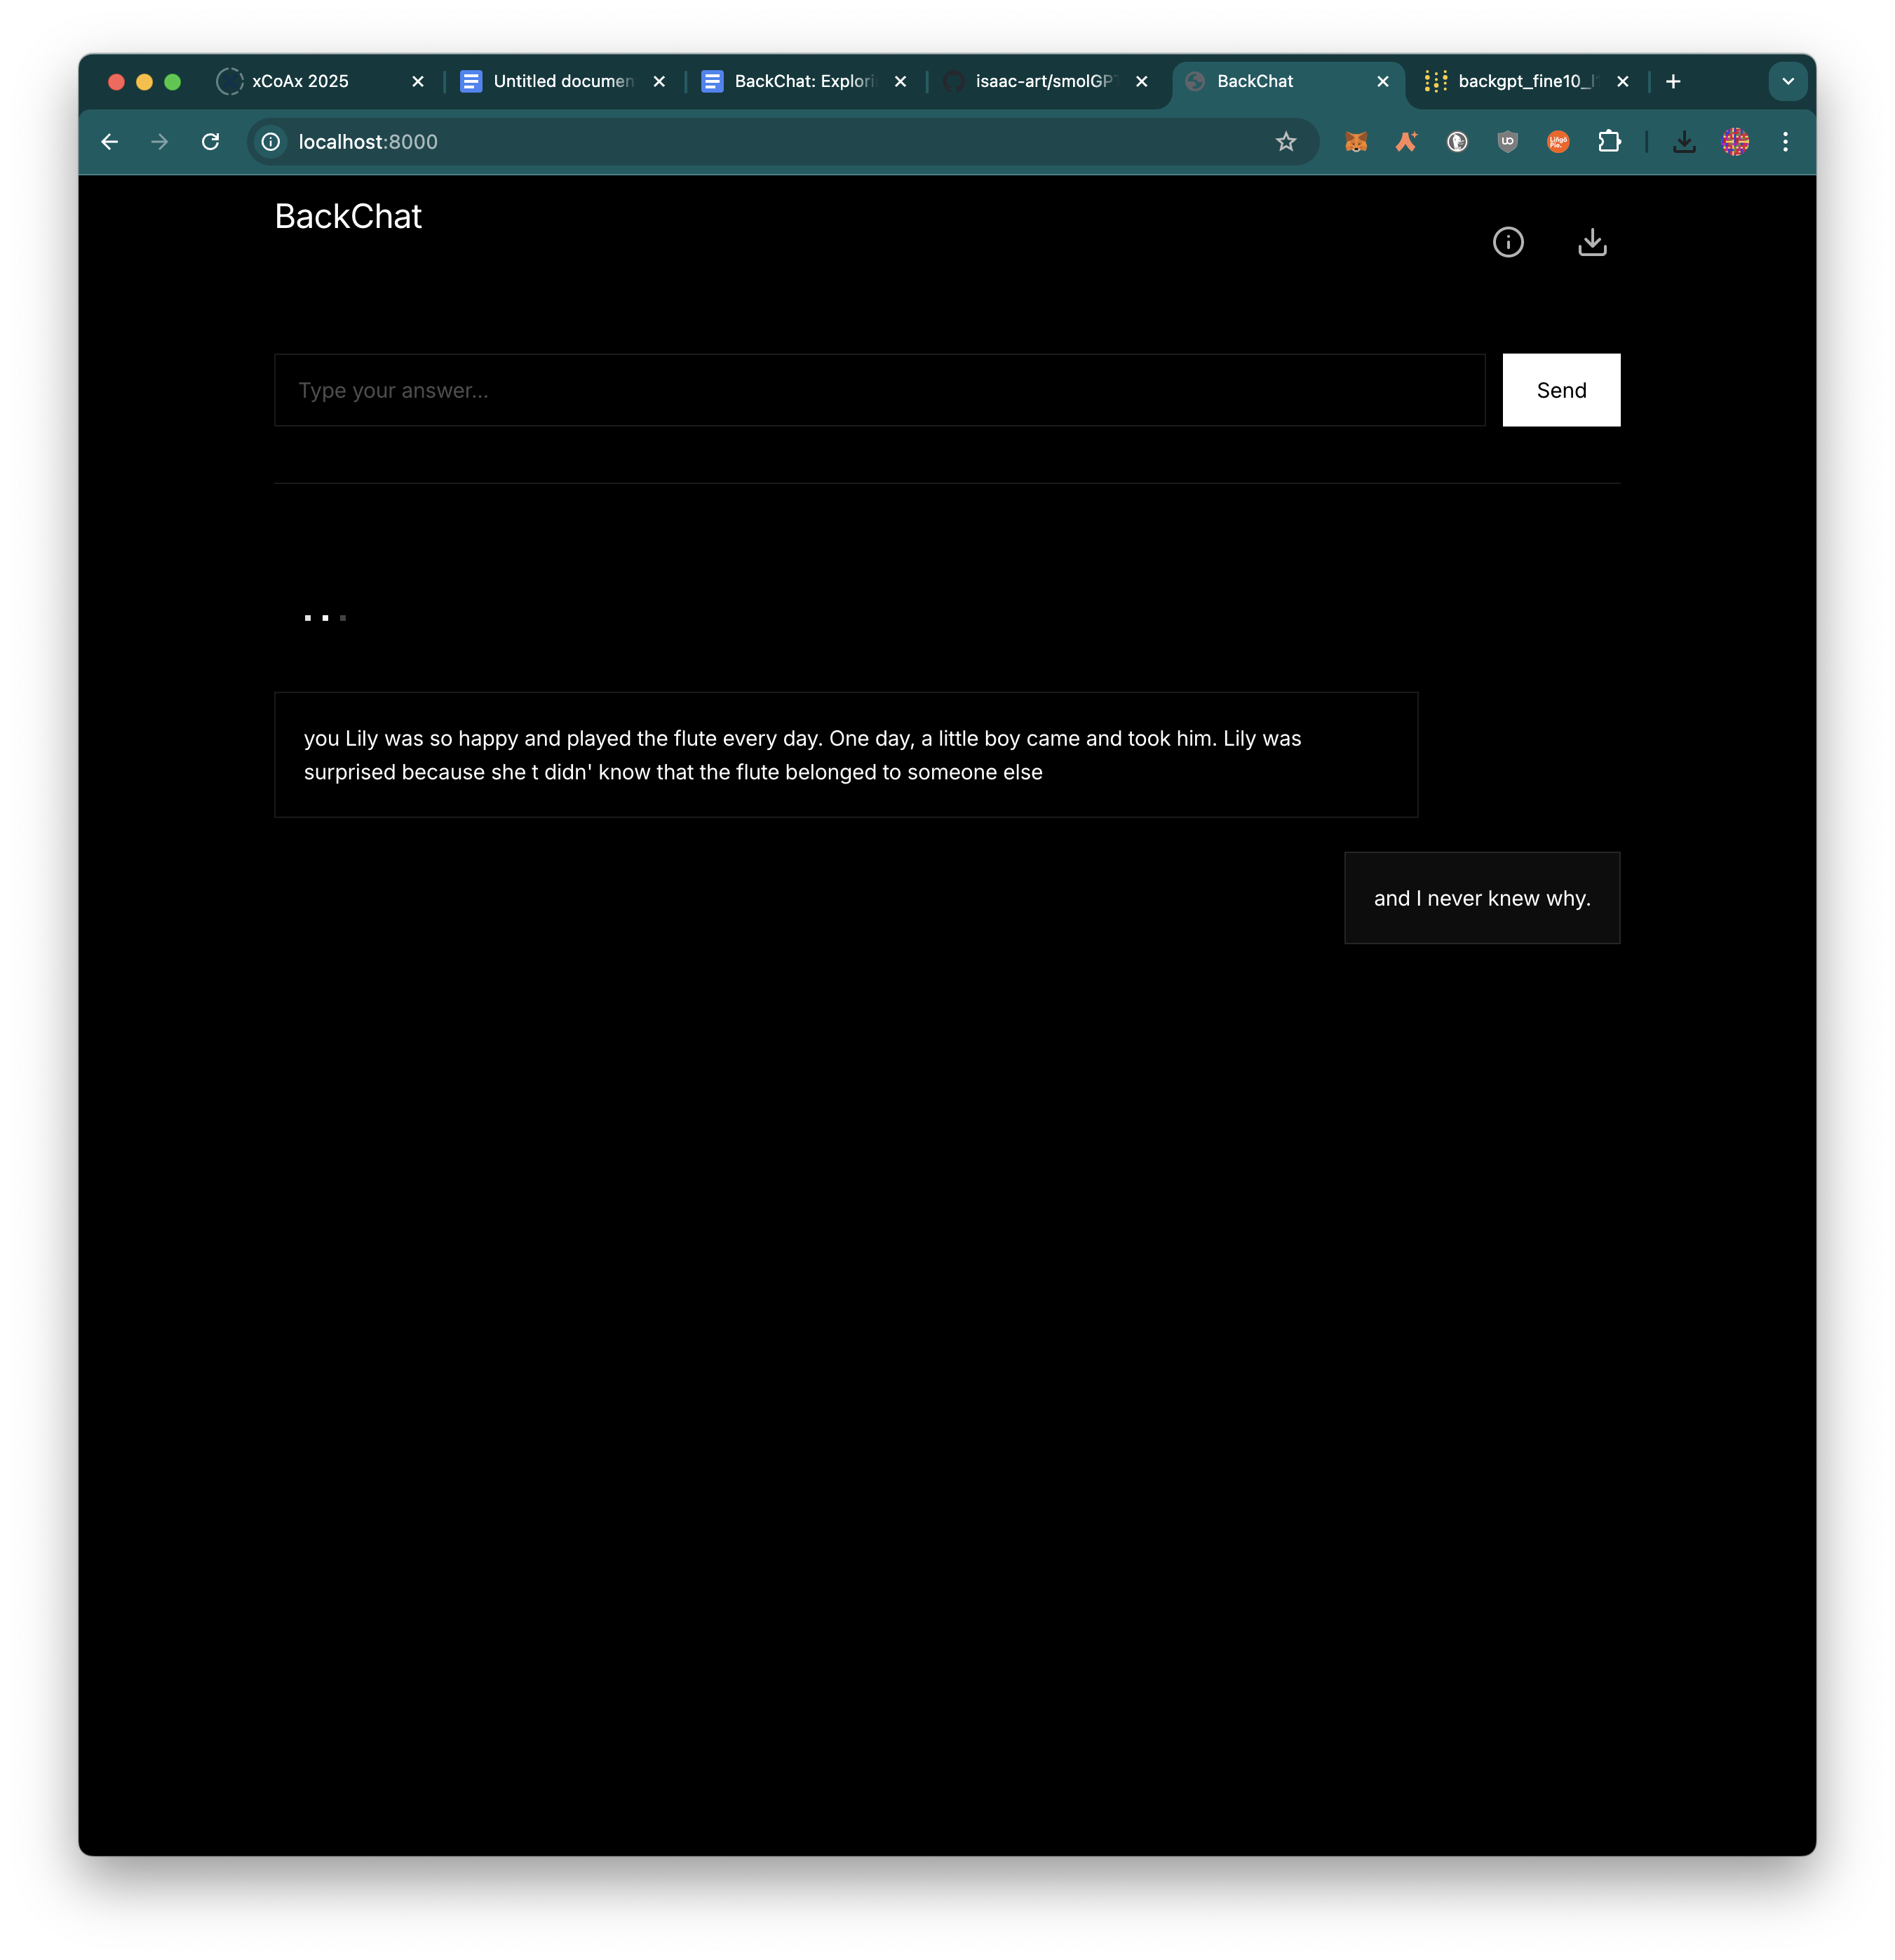 xCoAx 2025
Untitled documen
BackChat: Explori
isaac-art/smolGP
BackChat
backgpt_fine10_l
localhost:8000
BackChat
Type your answer...
Send
you Lily was so happy and played the flute every day. One day, a little boy came and took him. Lily was
surprised because she t didn' know that the flute belonged to someone else
and I never knew why.